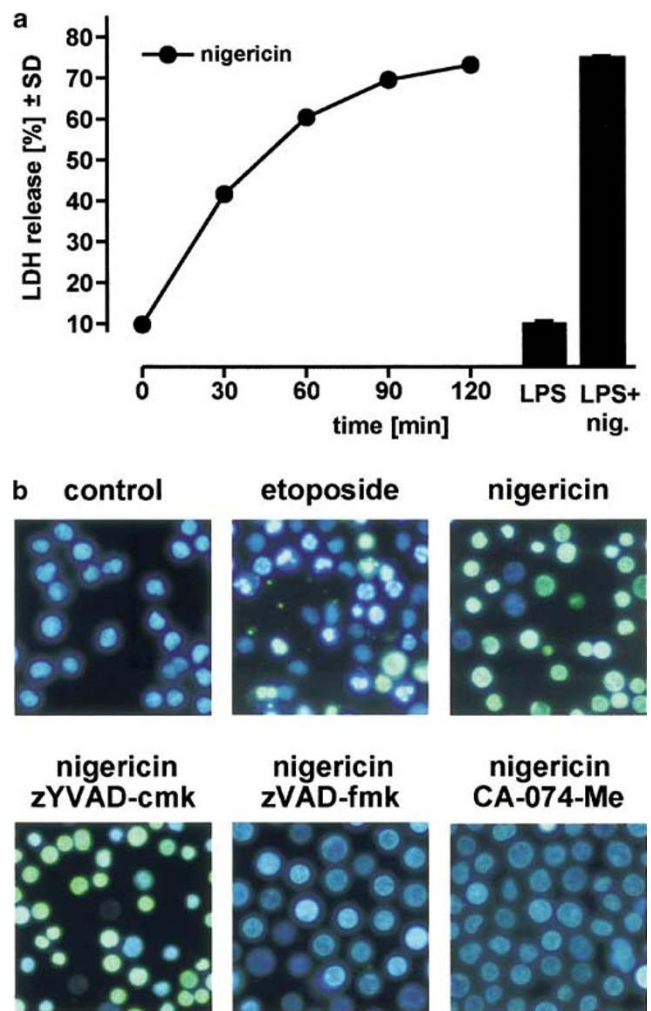 a
80
70
60
50
40
30
20
10
LDH release [%] ± SD
nigericin
0 30 60 90 120 LPS LPS+
nig.
time [min]
b control etoposide nigericin
nigericin nigericin nigericin
zYVAD-cmk zVAD-fmk CA-074-Me